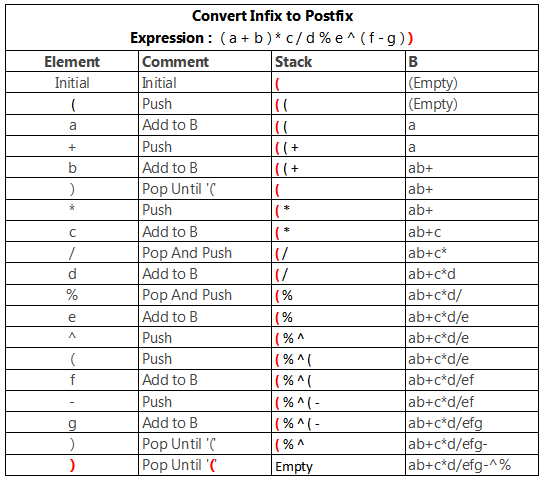 Convert Infix to Postfix
Expression : ( a + b ) * c / d % e ^ ( f - g ) )
Element Comment Stack B
Initial Initial ( (Empty)
( Push ( ( (Empty)
a Add to B ( ( a
+ Push ( ( + a
b Add to B ( ( + ab+
) Pop Until '(' ( ab+
* Push ( * ab+
c Add to B ( * ab+c
/ Pop And Push ( / ab+c*
d Add to B ( / ab+c*d
% Pop And Push ( % ab+c*d/
e Add to B ( % ab+c*d/e
^ Push ( % ^ ab+c*d/e
( Push ( % ^ ( ab+c*d/e
f Add to B ( % ^ ( ab+c*d/ef
- Push ( % ^ ( - ab+c*d/ef
g Add to B ( % ^ ( - ab+c*d/efg
) Pop Until '(' ( % ^ ab+c*d/efg-
) Pop Until '(' Empty ab+c*d/efg-^%